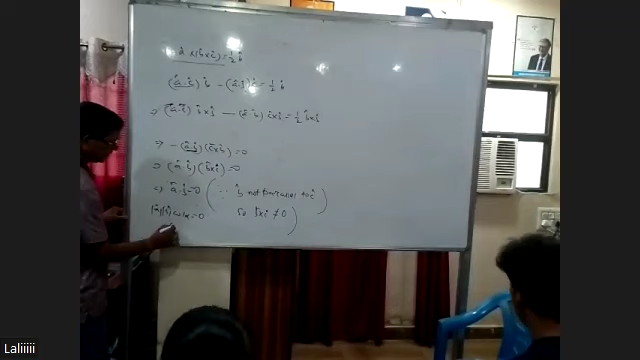 â × (b̂ × ĉ) = ½ b̂
(â·ĉ) b̂ − (â·b̂) ĉ = ½ b̂
⇒ (â·ĉ) b̂×ĉ − (â·b̂) ĉ×ĉ = ½ b̂×
⇒ − (â·b̂)(ĉ×b̂) = 0
⇒ (â·b̂)(b̂×ĉ) = 0
⇒ â·b̂ = 0 (∵ b̂ not parallel to ĉ
|â||b̂| cos α = 0 So b̂×ĉ ≠ 0)
Laliiiii